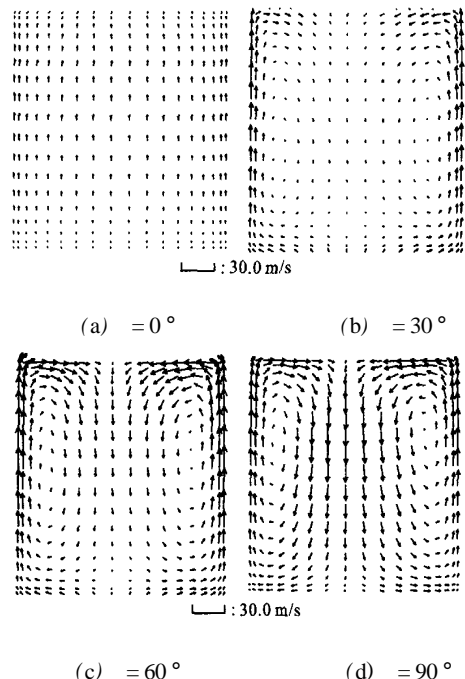 : 30.0 m/s
(a) = 0 °
(b) = 30 °
: 30.0 m/s
(c) = 60 °
(d) = 90 °